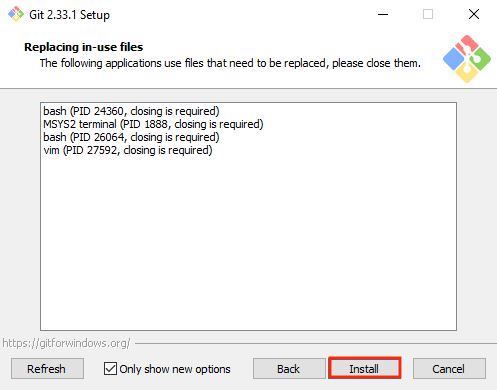 Git 2.33.1 Setup
Replacing in-use files
The following applications use files that need to be replaced, please close them.
bash (PID 24360, closing is required)
MSYS2 terminal (PID 1888, closing is required)
bash (PID 26064, closing is required)
vim (PID 27592, closing is required)
https://gitforwindows.org/
Refresh Only show new options Back Install Cancel